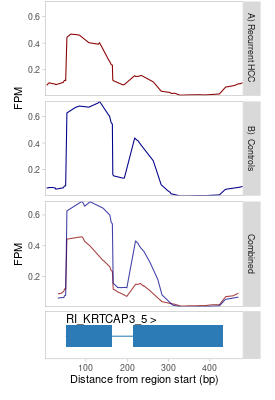 0.6
0.4
0.2
FPM
A) Recurrent HCC
0.6
0.4
0.2
FPM
B) Controls
0.6
0.4
0.2
FPM
Combined
RI_KRTCAP3_5 >
100 200 300 400
Distance from region start (bp)